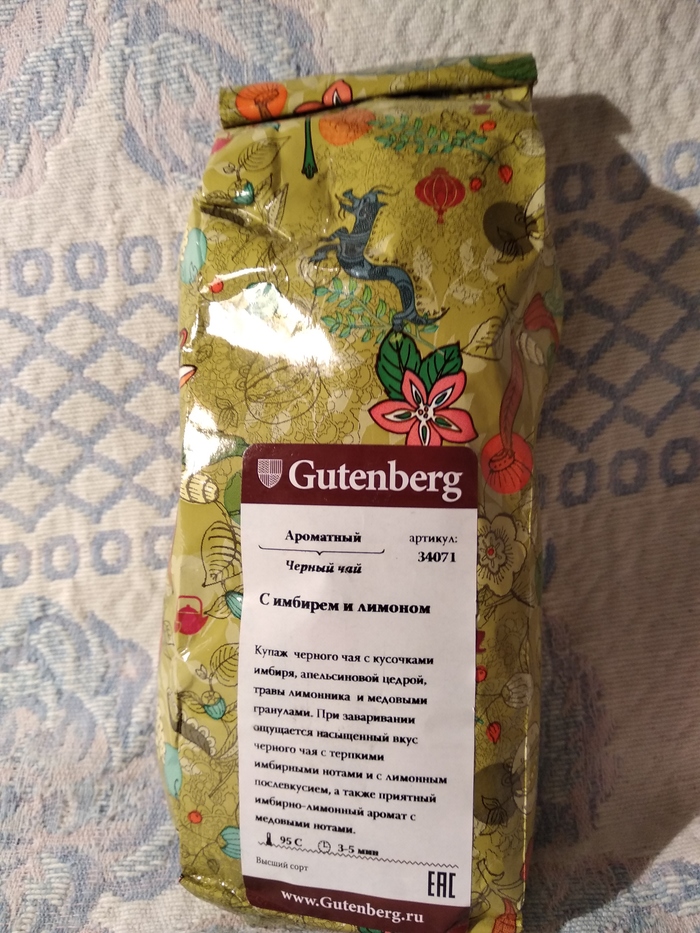 Gutenberg
Ароматный
артикул:
34071
Черный чай
С имбирем и лимоном
Купаж черного чая с кусочками
имбиря, апельсиновой цедрой,
травы лимонника и медовыми
гранулами. При заваривании
ощущается насыщенный вкус
черного чая с терпкими
имбирными нотами и с лимонным
послевкусием, а также приятный
имбирно-лимонный аромат с
медовыми нотами.
95 С 3-5 мин
Высший сорт
EAC
www.Gutenberg.ru